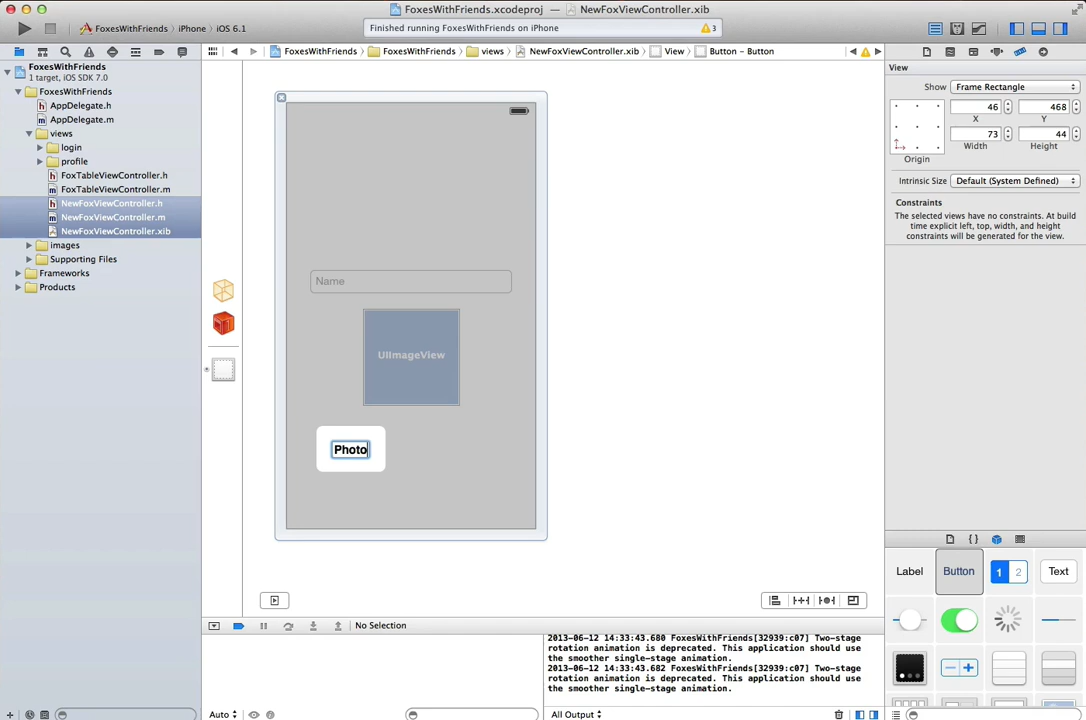 FoxesWithFriends.xcodeproj — NewFoxViewController.xib
FoxesWithFriends iPhone iOS 6.1
Finished running FoxesWithFriends on iPhone
3
FoxesWithFriends FoxesWithFriends views NewFoxViewController.xib View Button – Button
FoxesWithFriends
1 target, iOS SDK 7.0
FoxesWithFriends
AppDelegate.h
AppDelegate.m
views
login
profile
FoxTableViewController.h
FoxTableViewController.m
NewFoxViewController.h
NewFoxViewController.m
NewFoxViewController.xib
images
Supporting Files
Frameworks
Products
Name
UIImageView
Photo
View
Show Frame Rectangle
46 468
X Y
73 44
Origin Width Height
Intrinsic Size Default (System Defined)
Constraints
The selected views have no constraints. At build
time explicit left, top, width, and height
constraints will be generated for the view.
Label Button 1 2 Text
No Selection
2013-06-12 14:33:43.680 FoxesWithFriends[32939:c07] Two-stage
rotation animation is deprecated. This application should use
the smoother single-stage animation.
2013-06-12 14:33:43.682 FoxesWithFriends[32939:c07] Two-stage
rotation animation is deprecated. This application should use
the smoother single-stage animation.
Auto All Output